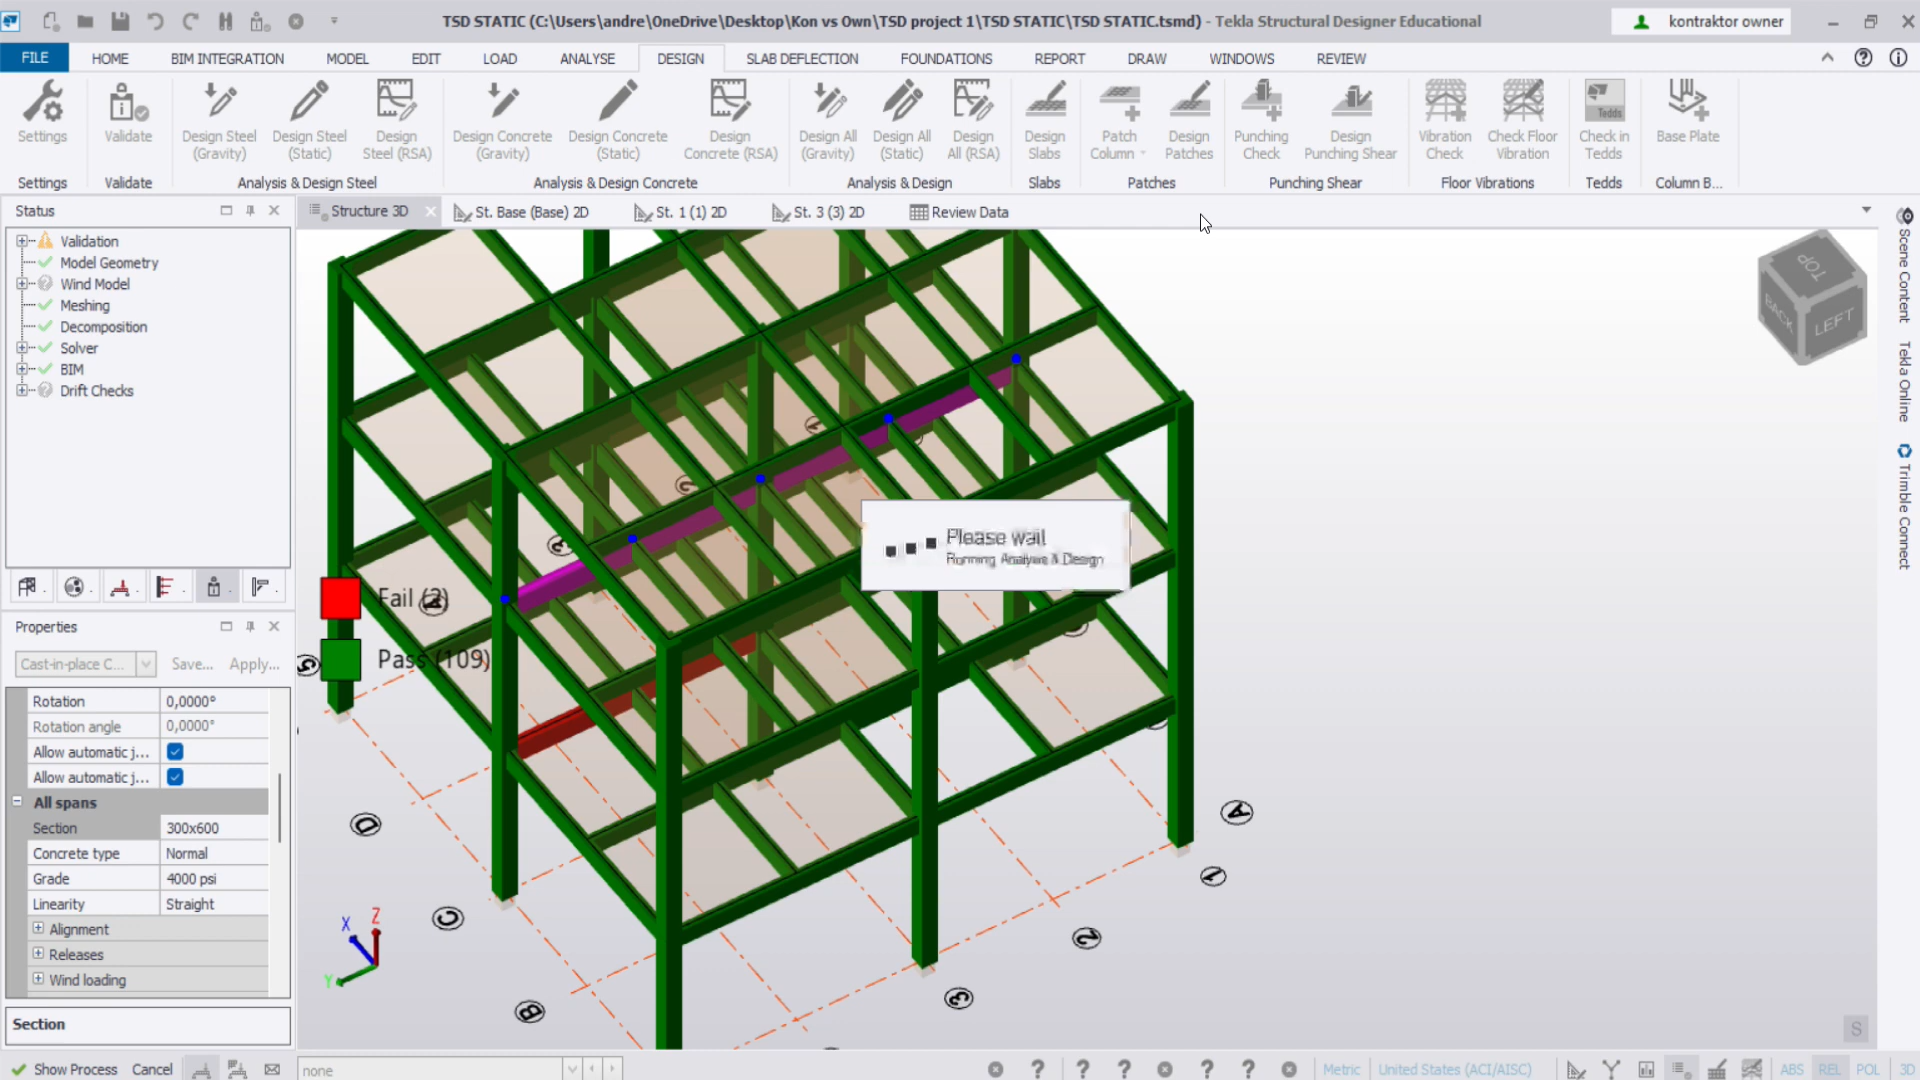 TSD STATIC (C:\Users\andre\OneDrive\Desktop\Kon vs Own\TSD project 1\TSD STATIC\TSD STATIC.tsmd) - Tekla Structural Designer Educational
kontraktor owner
FILE HOME BIM INTEGRATION MODEL EDIT LOAD ANALYSE DESIGN SLAB DEFLECTION FOUNDATIONS REPORT DRAW WINDOWS REVIEW
Settings
Validate
Design Steel (Gravity)
Design Steel (Static)
Design Steel (RSA)
Design Concrete (Gravity)
Design Concrete (Static)
Design Concrete (RSA)
Design All (Gravity)
Design All (Static)
Design All (RSA)
Design Slabs
Patch Column
Design Patches
Punching Check
Design Punching Shear
Vibration Check
Check Floor Vibration
Tedds
Check in Tedds
Base Plate
Settings Validate Analysis & Design Steel Analysis & Design Concrete Analysis & Design Slabs Patches Punching Shear Floor Vibrations Tedds Column B...
Status
Validation
Model Geometry
Wind Model
Meshing
Decomposition
Solver
BIM
Drift Checks
Structure 3D
St. Base (Base) 2D
St. 1 (1) 2D
St. 3 (3) 2D
Review Data
TOP
BACK
LEFT
Scene Content
Tekla Online
Trimble Connect
Please wait
Running Analysis & Design
Fail (2)
Pass (109)
D
C
B
A
1
2
3
X
Z
Y
S
Properties
Cast-in-place C...
Save...
Apply...
Rotation 0,0000°
Rotation angle 0,0000°
Allow automatic j...
Allow automatic j...
All spans
Section 300x600
Concrete type Normal
Grade 4000 psi
Linearity Straight
Alignment
Releases
Wind loading
Section
Show Process Cancel
none
Metric
United States (ACI/AISC)
ABS REL POL 3D